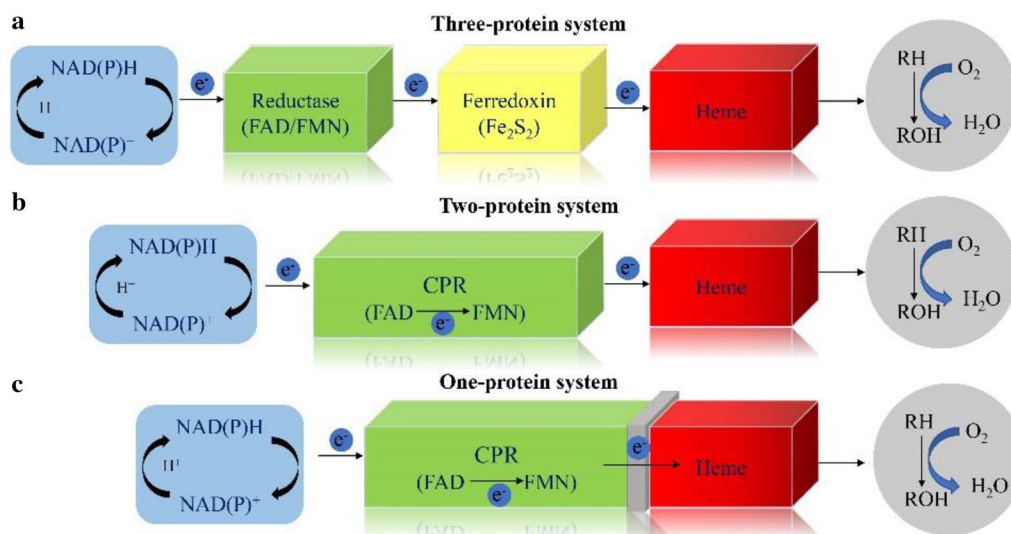 a
Three-protein system
NAD(P)H
H
NAD(P)⁻
e⁻
Reductase
(FAD/FMN)
e⁻
Ferredoxin
(Fe₂S₂)
e⁻
Heme
RH
O₂
ROH
H₂O
b
Two-protein system
NAD(P)H
H⁻
NAD(P)⁺
e⁻
CPR
(FAD
e⁻
FMN)
e⁻
Heme
RH
O₂
ROH
H₂O
c
One-protein system
NAD(P)H
H⁺
NAD(P)⁺
e⁻
CPR
(FAD
e⁻
FMN)
e⁻
Heme
RH
O₂
ROH
H₂O